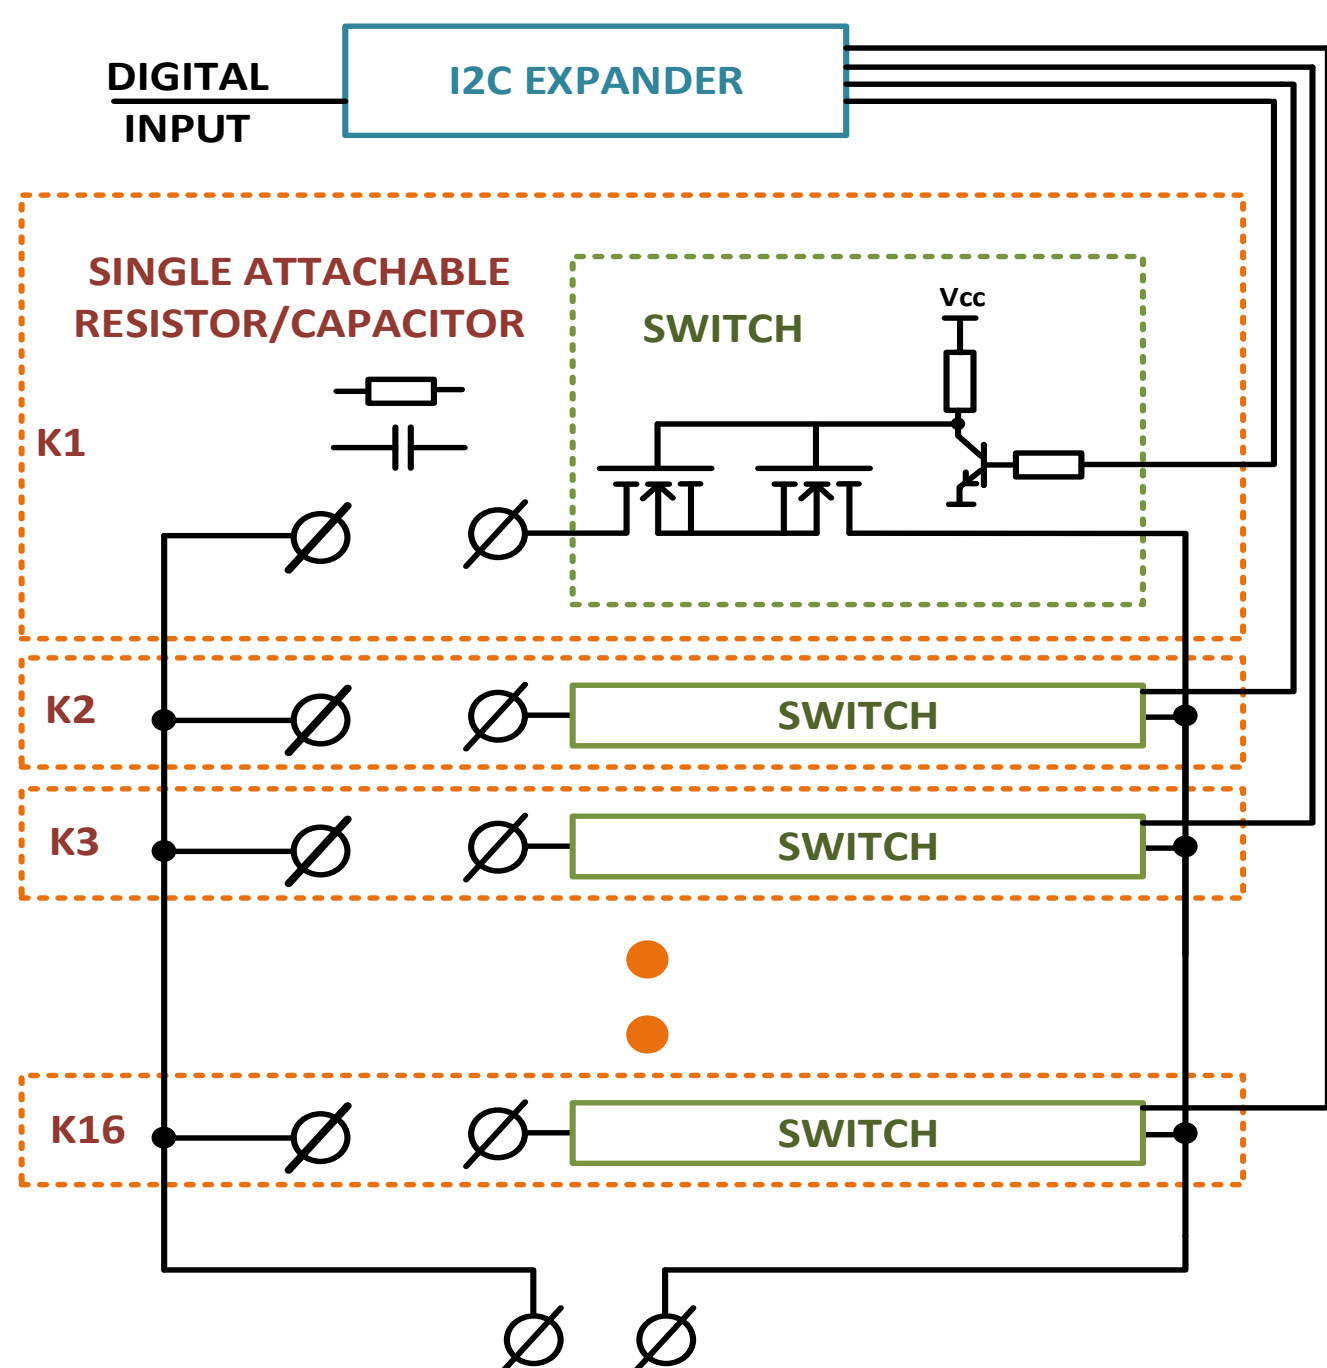 DIGITAL
INPUT
I2C EXPANDER
SINGLE ATTACHABLE
RESISTOR/CAPACITOR
SWITCH
Vcc
K1
K2
SWITCH
K3
SWITCH
K16
SWITCH